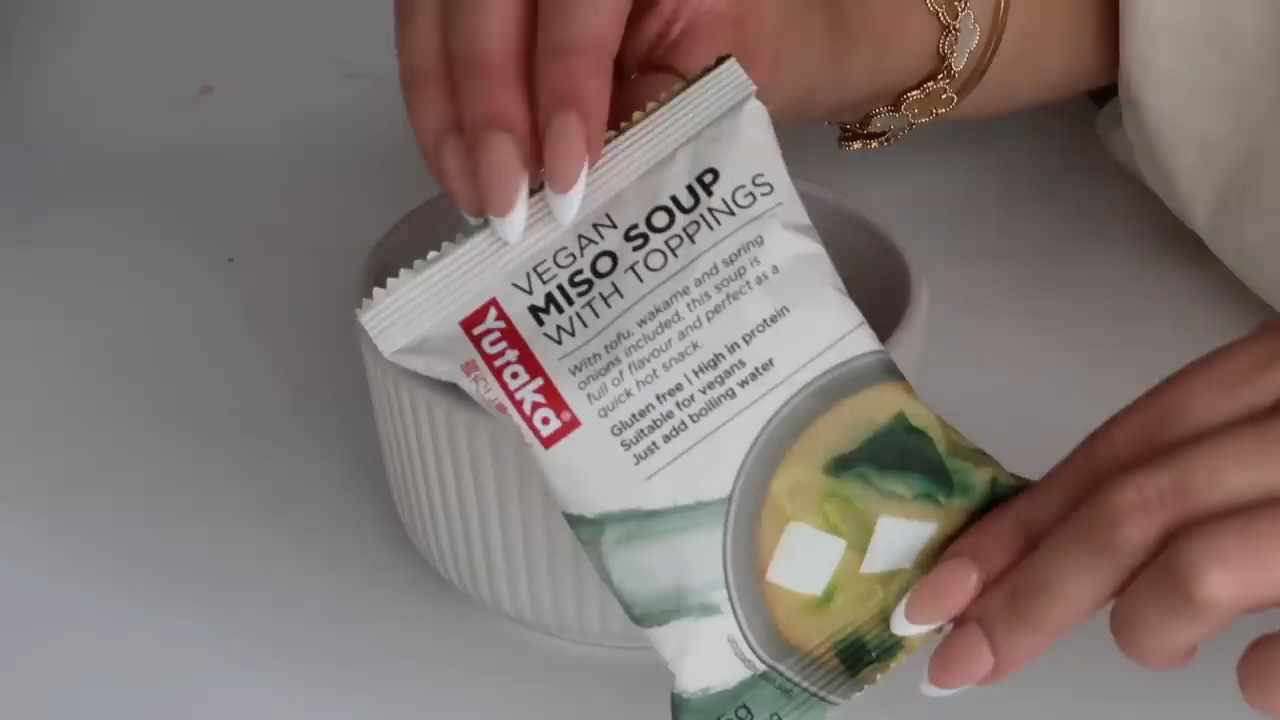 VEGAN
MISO SOUP
WITH TOPPINGS
Yutaka®
With tofu, wakame and spring
onions included, this soup is
full of flavour and perfect as a
quick hot snack.
Gluten free | High in protein
Suitable for vegans
Just add boiling water